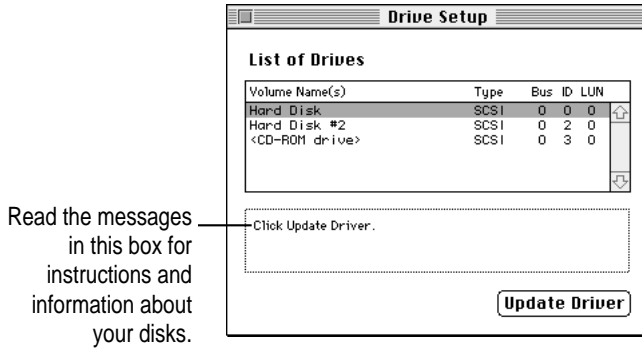 Drive Setup
List of Drives
Volume Name(s) Type Bus ID LUN
Hard Disk SCSI 0 0 0
Hard Disk #2 SCSI 0 2 0
<CD-ROM drive> SCSI 0 3 0
Click Update Driver.
Update Driver
Read the messages
in this box for
instructions and
information about
your disks.